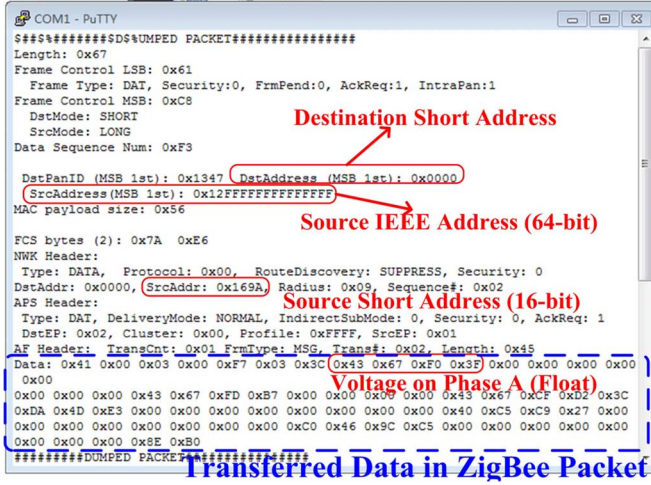 COM1 - PuTTY
$##$%#######$D$%UMPED PACKET################
Length: 0x67
Frame Control LSB: 0x61
Frame Type: DAT, Security:0, FrmPend:0, AckReq:1, IntraPan:1
Frame Control MSB: 0xC8
DstMode: SHORT
SrcMode: LONG
Destination Short Address
Data Sequence Num: 0xF3
DstPanID (MSB 1st): 0x1347 DstAddress (MSB 1st): 0x0000
SrcAddress(MSB 1st): 0x12FFFFFFFFFFFFFF
MAC payload size: 0x56
Source IEEE Address (64-bit)
FCS bytes (2): 0x7A 0xE6
NWK Header:
Type: DATA, Protocol: 0x00, RouteDiscovery: SUPPRESS, Security: 0
DstAddr: 0x0000, SrcAddr: 0x169A, Radius: 0x09, Sequence#: 0x02
APS Header:
Source Short Address (16-bit)
Type: DAT, DeliveryMode: NORMAL, IndirectSubMode: 0, Security: 0, AckReq: 1
DstEP: 0x02, Cluster: 0x00, Profile: 0xFFFF, SrcEP: 0x01
AF Header: TransCnt: 0x01 FrmType: MSG, Trans#: 0x02, Length: 0x45
Data: 0x41 0x00 0x03 0x00 0xF7 0x03 0x3C 0x43 0x67 0xF0 0x3F 0x00 0x00 0x00 0x00
0x00
Voltage on Phase A (Float)
0x00 0x00 0x00 0x43 0x67 0xFD 0xB7 0x00 0x00 0x00 0x00 0x43 0x67 0xCF 0xD2 0x3C
0xDA 0x4D 0xE3 0x00 0x00 0x00 0x00 0x00 0x00 0x00 0x00 0x40 0xC5 0xC9 0x27 0x00
0x00 0x00 0x00 0x00 0x00 0x00 0x00 0xC0 0x46 0x9C 0xC5 0x00 0x00 0x00 0x00 0x00
0x00 0x00 0x00 0x8E 0xB0
#########DUMPED PACKET################
Transferred Data in ZigBee Packet